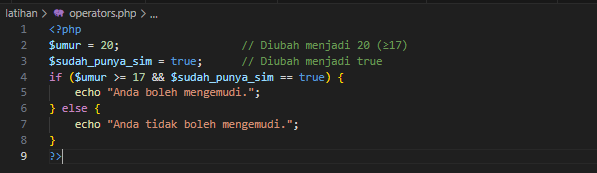 latihan > operators.php > ...
1 <?php
2 $umur = 20; // Diubah menjadi 20 (≥17)
3 $sudah_punya_sim = true; // Diubah menjadi true
4 if ($umur >= 17 && $sudah_punya_sim == true) {
5 echo "Anda boleh mengemudi.";
6 } else {
7 echo "Anda tidak boleh mengemudi.";
8 }
9 ?>